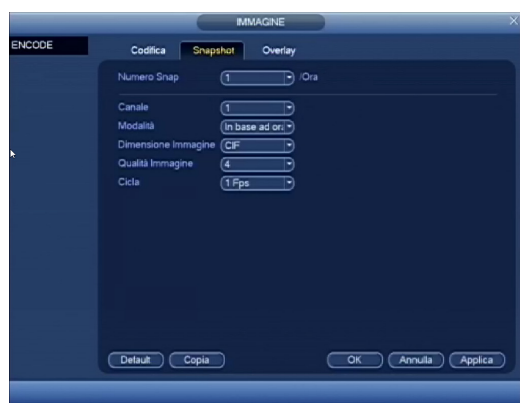 IMMAGINE
ENCODE
Codifica Snapshot Overlay
Numero Snap 1 /Ora
Canale 1
Modalità In base ad ora
Dimensione Immagine CIF
Qualità Immagine 4
Cicla 1 Fps
Default Copia OK Annulla Applica